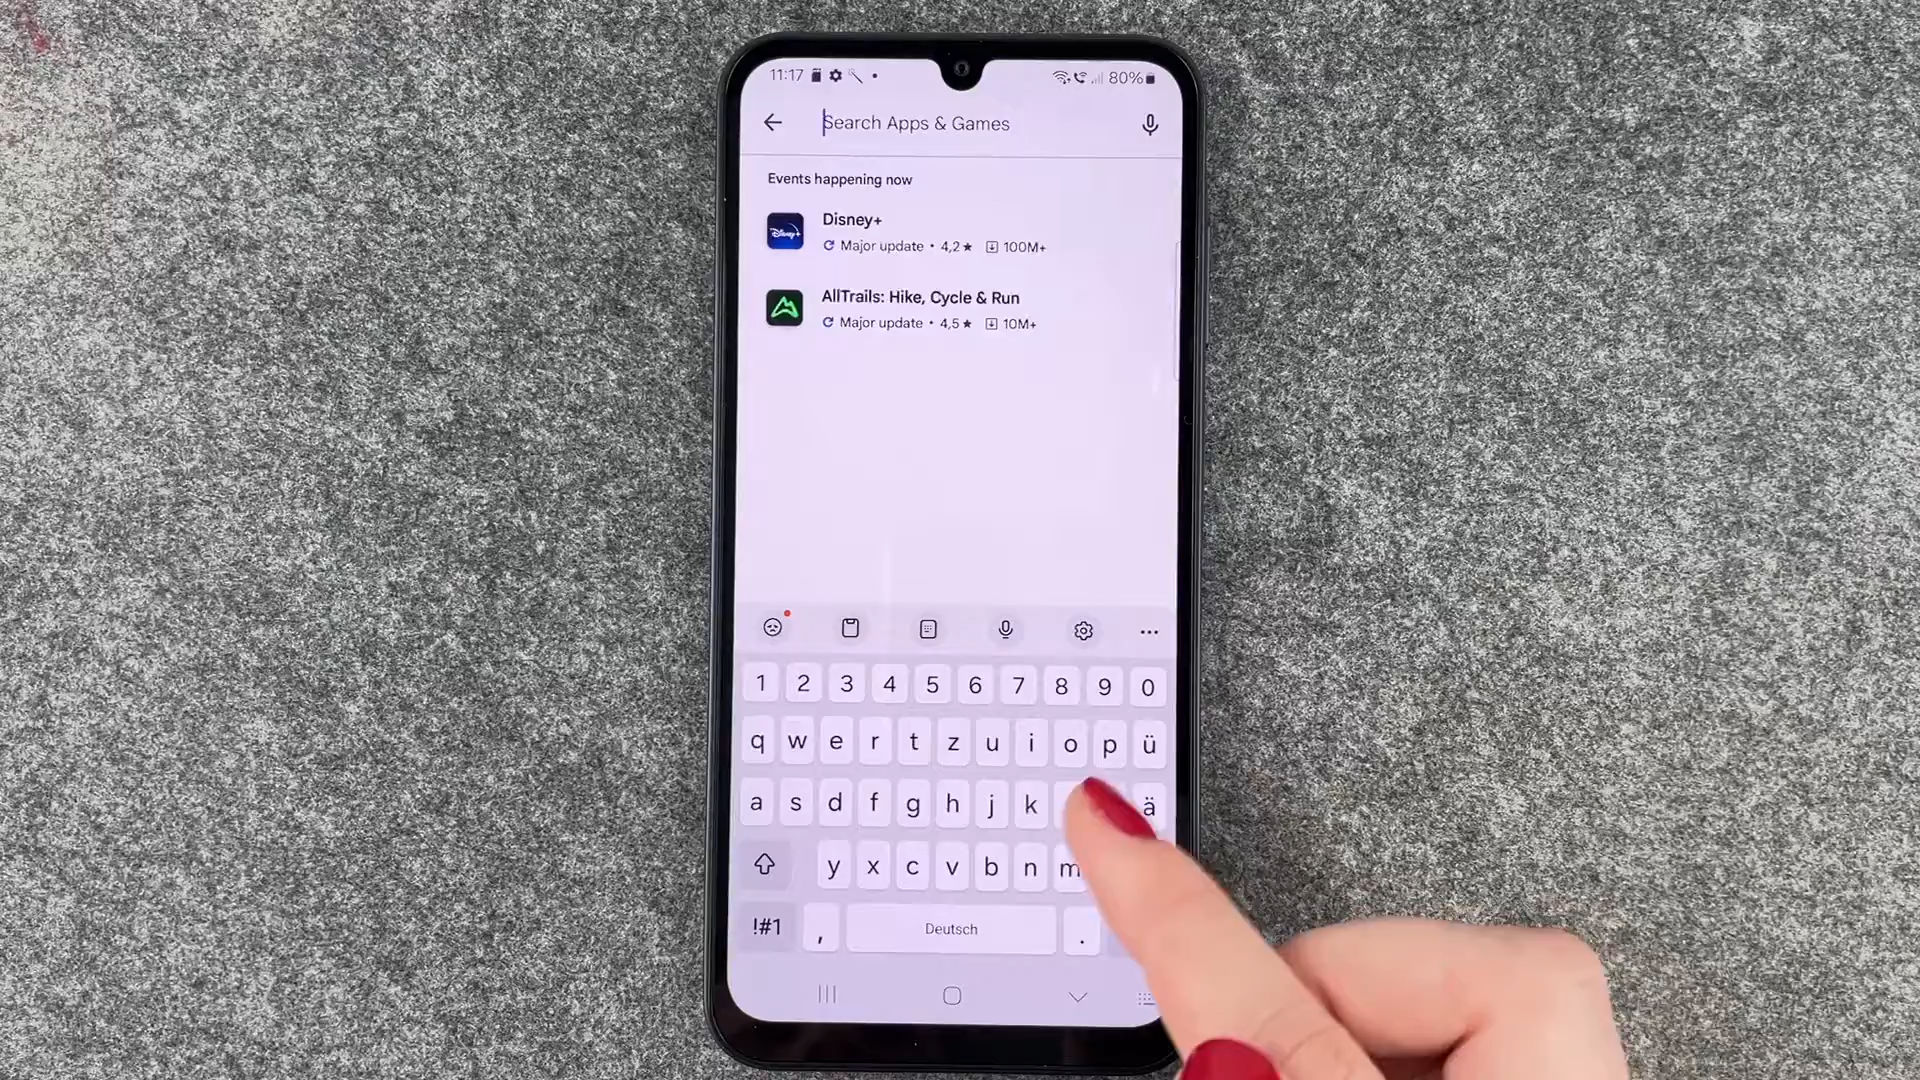 11:17 80%
Search Apps & Games
Events happening now
Disney+
Disney+
Major update • 4,2★ 100M+
AllTrails: Hike, Cycle & Run
Major update • 4,5★ 10M+
1 2 3 4 5 6 7 8 9 0
q w e r t z u i o p ü
a s d f g h j k ä
y x c v b n m
!#1 , Deutsch .